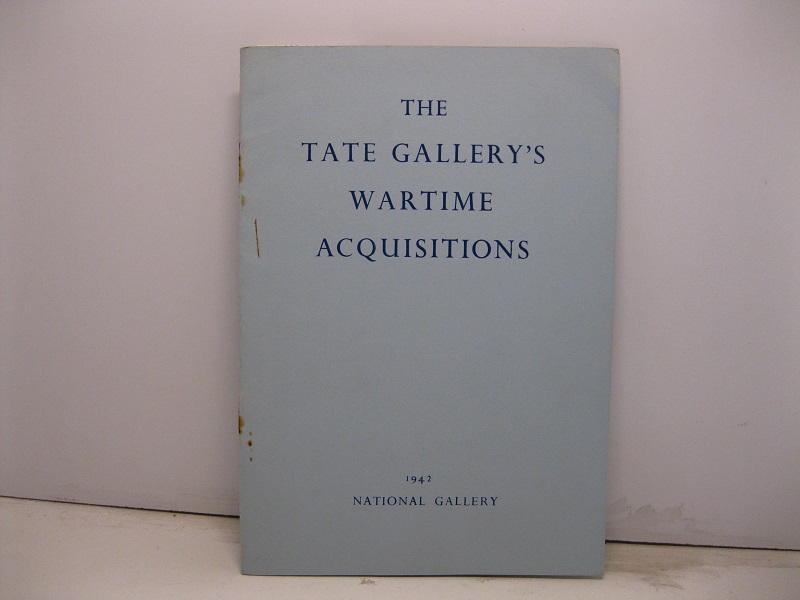 THE
TATE GALLERY'S
WARTIME
ACQUISITIONS
1942
NATIONAL GALLERY